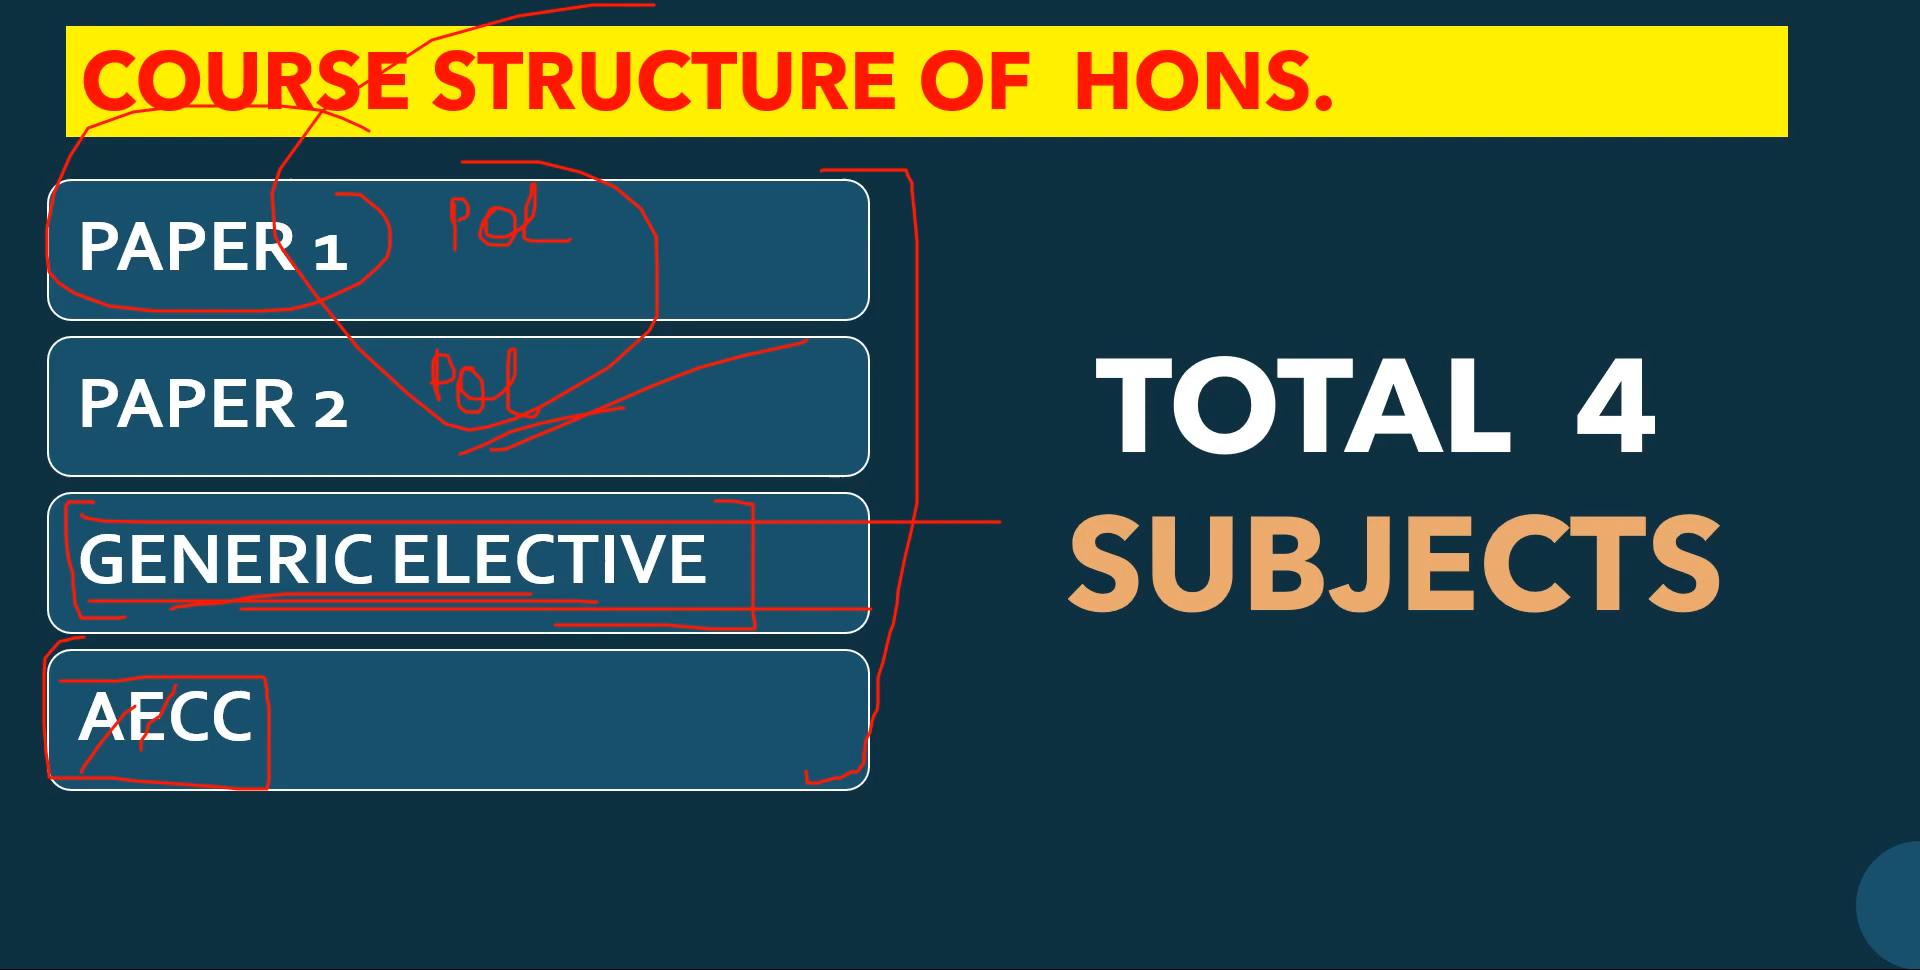 COURSE STRUCTURE OF HONS.
PAPER 1 POL
PAPER 2 POL
GENERIC ELECTIVE
AECC
TOTAL 4
SUBJECTS